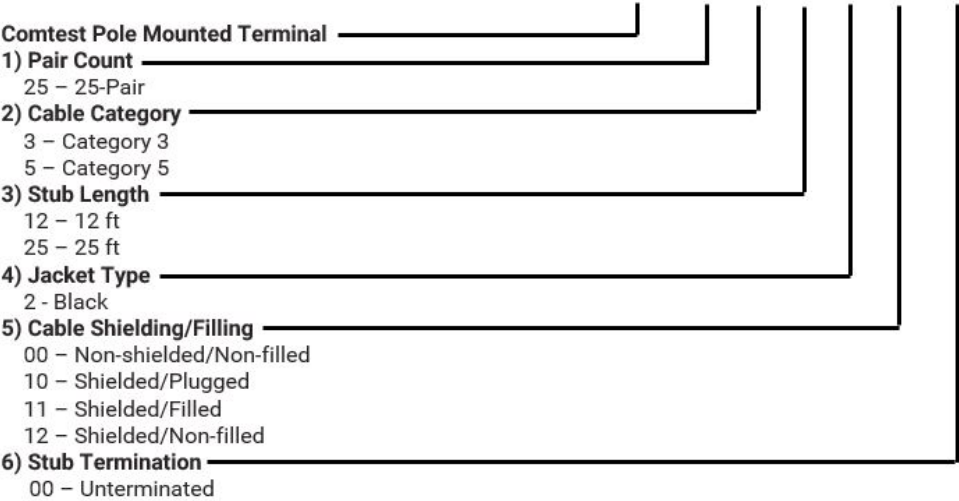 Comtest Pole Mounted Terminal
1) Pair Count
25 – 25-Pair
2) Cable Category
3 – Category 3
5 – Category 5
3) Stub Length
12 – 12 ft
25 – 25 ft
4) Jacket Type
2 - Black
5) Cable Shielding/Filling
00 – Non-shielded/Non-filled
10 – Shielded/Plugged
11 – Shielded/Filled
12 – Shielded/Non-filled
6) Stub Termination
00 – Unterminated